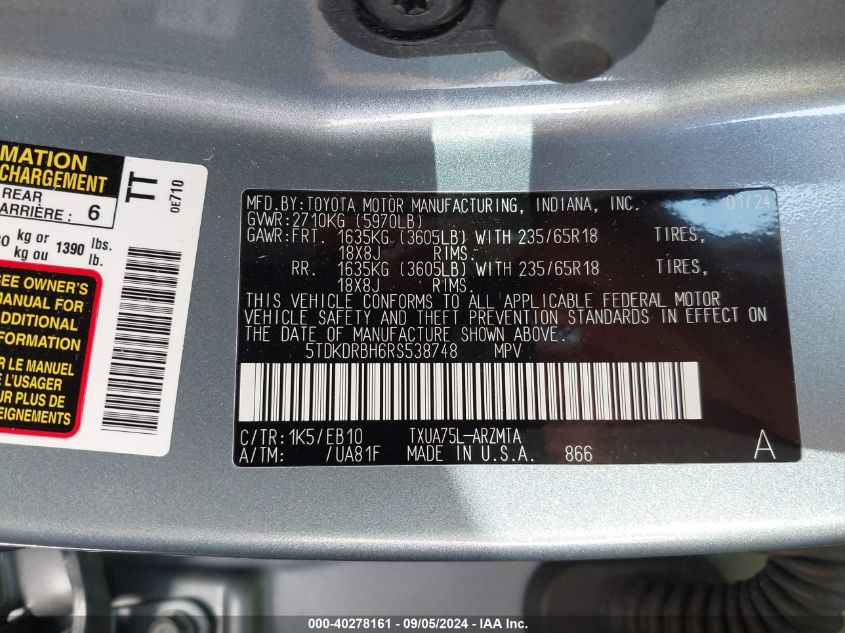 MATION
CHARGEMENT
REAR
ARRIÈRE : 6
kg or 1390 lbs.
kg ou lb.
SEE OWNER'S
MANUAL FOR
ADDITIONAL
INFORMATION
LE MANUEL
L'USAGER
PLUS DE
TT
0E710
MFD.BY:TOYOTA MOTOR MANUFACTURING, INDIANA, INC. 01/24
GVWR:2710KG (5970LB)
GAWR:FRT. 1635KG (3605LB) WITH 235/65R18 TIRES,
18X8J RIMS.
RR. 1635KG (3605LB) WITH 235/65R18 TIRES,
18X8J RIMS.
THIS VEHICLE CONFORMS TO ALL APPLICABLE FEDERAL MOTOR
VEHICLE SAFETY AND THEFT PREVENTION STANDARDS IN EFFECT ON
THE DATE OF MANUFACTURE SHOWN ABOVE.
5TDKDRBH6RS538748 MPV
C/TR:1K5/EB10 TXUA75L-ARZMTA
A/TM: /UA81F MADE IN U.S.A. 866 A
000-40278161 - 09/05/2024 - IAA Inc.